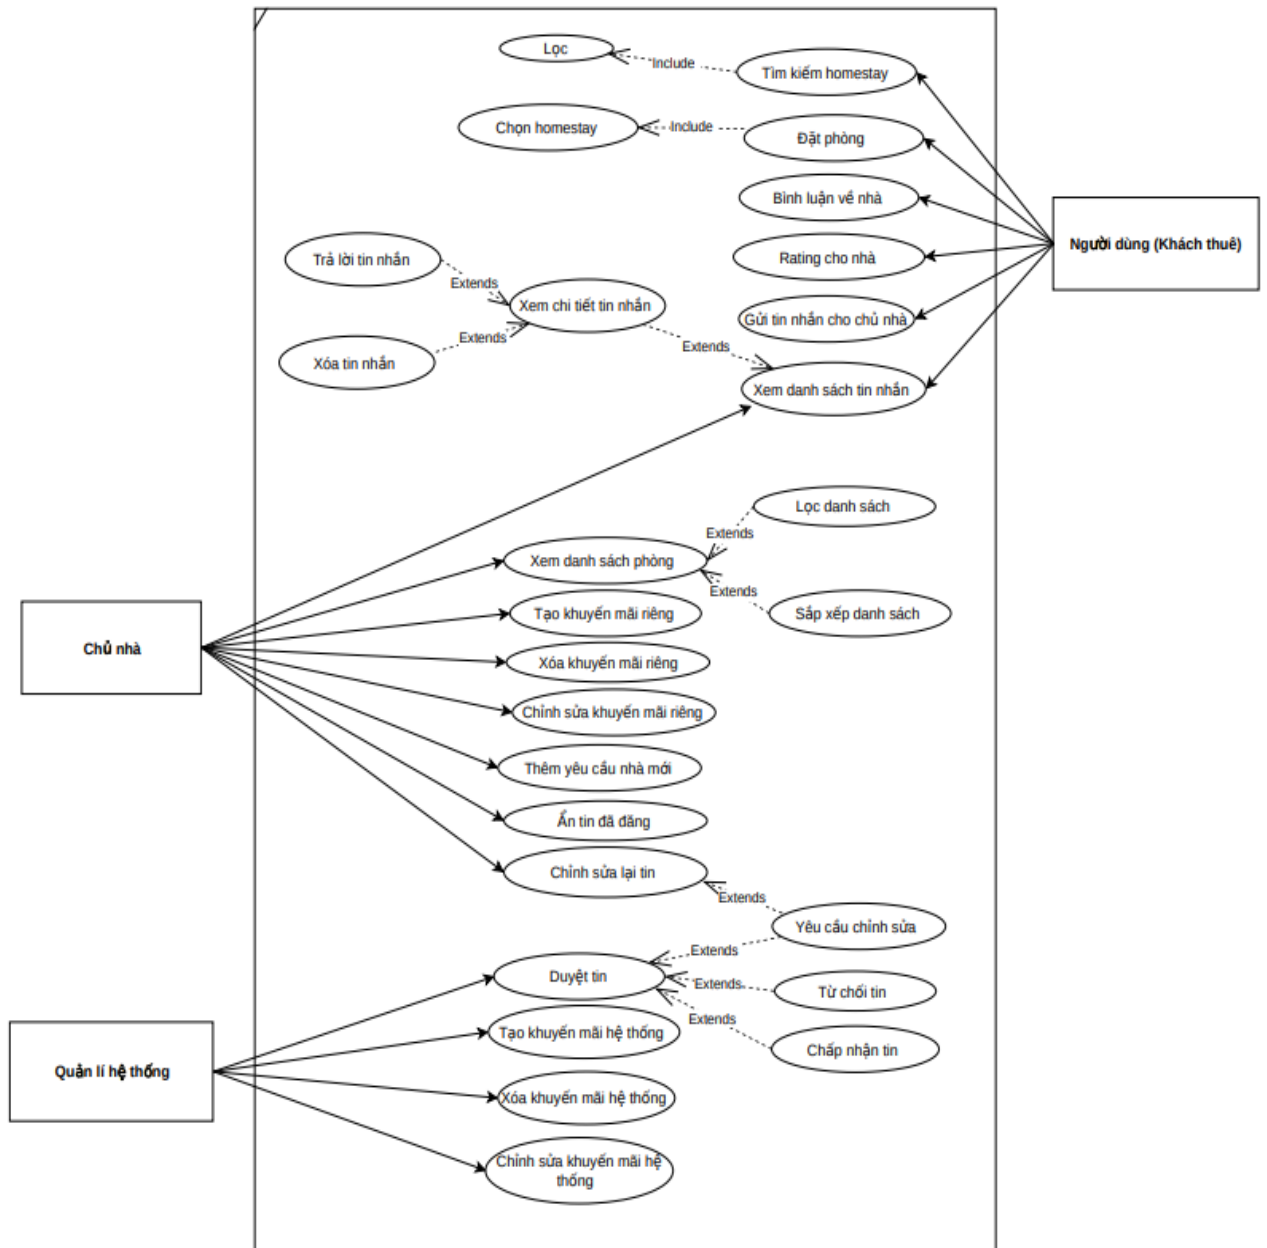 Lọc
Include
Tìm kiếm homestay
Chọn homestay
Include
Đặt phòng
Bình luận về nhà
Người dùng (Khách thuê)
Trả lời tin nhắn
Rating cho nhà
Extends
Xem chi tiết tin nhắn
Gửi tin nhắn cho chủ nhà
Extends
Extends
Xóa tin nhắn
Xem danh sách tin nhắn
Lọc danh sách
Extends
Xem danh sách phòng
Extends
Tạo khuyến mãi riêng
Sắp xếp danh sách
Chủ nhà
Xóa khuyến mãi riêng
Chỉnh sửa khuyến mãi riêng
Thêm yêu cầu nhà mới
Ẩn tin đã đăng
Chỉnh sửa lại tin
Extends
Yêu cầu chỉnh sửa
Extends
Duyệt tin
Extends
Từ chối tin
Extends
Tạo khuyến mãi hệ thống
Chấp nhận tin
Quản lí hệ thống
Xóa khuyến mãi hệ thống
Chỉnh sửa khuyến mãi hệ
thống